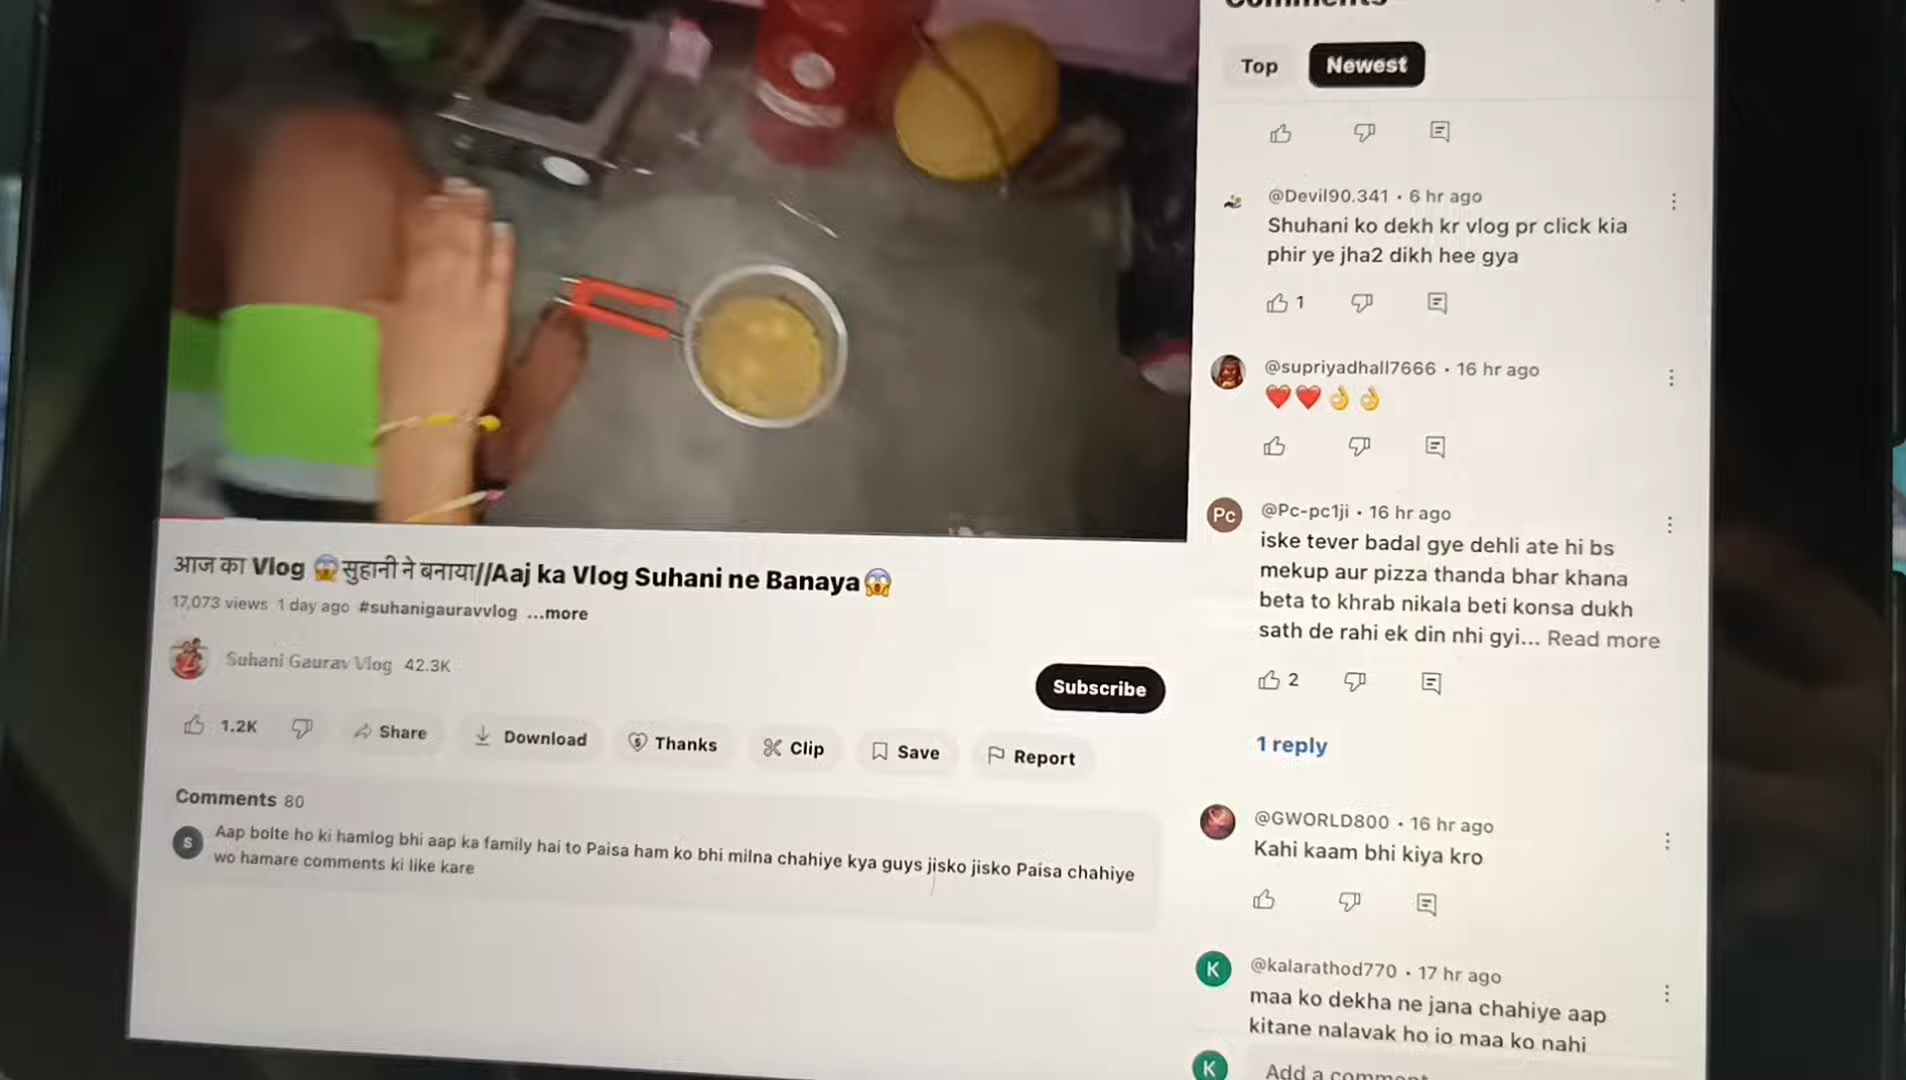 आज का Vlog 😱सुहानी ने बनाया//Aaj ka Vlog Suhani ne Banaya😱
17,073 views 1 day ago #suhanigauravvlog ...more
Suhani Gaurav Vlog 42.3K
Subscribe
1.2K
Share
Download
Thanks
Clip
Save
Report
Comments 80
S
Aap bolte ho ki hamlog bhi aap ka family hai to Paisa ham ko bhi milna chahiye kya guys jisko jisko Paisa chahiye
wo hamare comments ki like kare
Comments
Top
Newest
@Devil90.341 • 6 hr ago
Shuhani ko dekh kr vlog pr click kia
phir ye jha2 dikh hee gya
1
@supriyadhall7666 • 16 hr ago
❤️❤️👌👌
Pc
@Pc-pc1ji • 16 hr ago
iske tever badal gye dehli ate hi bs
mekup aur pizza thanda bhar khana
beta to khrab nikala beti konsa dukh
sath de rahi ek din nhi gyi... Read more
2
1 reply
@GWORLD800 • 16 hr ago
Kahi kaam bhi kiya kro
K
@kalarathod770 • 17 hr ago
maa ko dekha ne jana chahiye aap
kitane nalavak ho io maa ko nahi
K
Add a comment